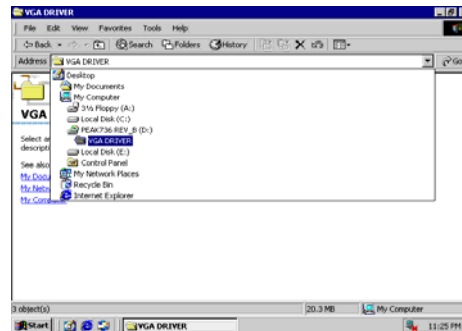 VGA DRIVER
File Edit View Favorites Tools Help
Back Search Folders History
Address VGA DRIVER Go
Desktop
My Documents
My Computer
3½ Floppy (A:)
Local Disk (C:)
PEAK736 REV_B (D:)
VGA DRIVER
Local Disk (E:)
Control Panel
My Network Places
Recycle Bin
Internet Explorer
VGA
Select an
descripti
See also
My Docu
My Netw
My Comp
3 object(s) 20.3 MB My Computer
Start VGA DRIVER 11:25 PM